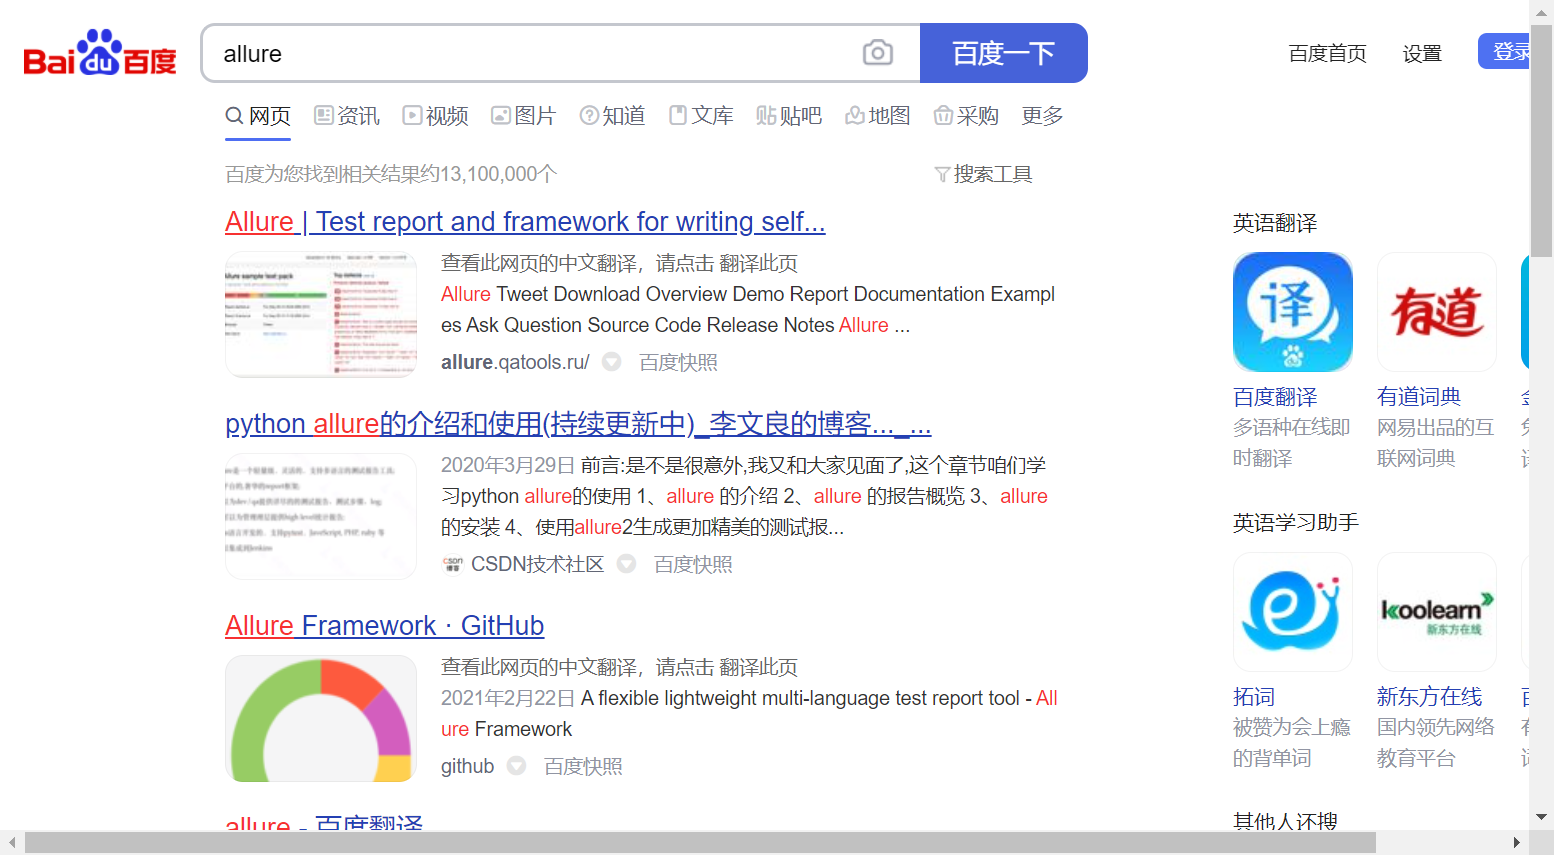 Bai du 百度
allure
百度一下
百度首页 设置 登录
网页 资讯 视频 图片 知道 文库 贴吧 地图 采购 更多
百度为您找到相关结果约13,100,000个
搜索工具
Allure | Test report and framework for writing self...
查看此网页的中文翻译，请点击 翻译此页
Allure Tweet Download Overview Demo Report Documentation Exampl
es Ask Question Source Code Release Notes Allure ...
allure.qatools.ru/ 百度快照
python allure的介绍和使用(持续更新中)_李文良的博客..._...
2020年3月29日 前言:是不是很意外,我又和大家见面了,这个章节咱们学
习python allure的使用 1、allure 的介绍 2、allure 的报告概览 3、allure
的安装 4、使用allure2生成更加精美的测试报...
CSDN技术社区 百度快照
Allure Framework · GitHub
查看此网页的中文翻译，请点击 翻译此页
2021年2月22日 A flexible lightweight multi-language test report tool - All
ure Framework
github 百度快照
allure - 百度翻译
英语翻译
译
有道
百度翻译
多语种在线即
时翻译
有道词典
网易出品的互
联网词典
英语学习助手
koolearn
新东方在线
拓词
被赞为会上瘾
的背单词
新东方在线
国内领先网络
教育平台
其他人还搜